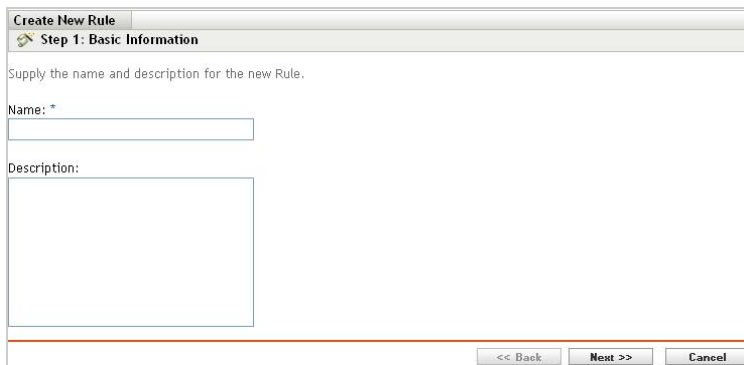 Create New Rule
Step 1: Basic Information
Supply the name and description for the new Rule.
Name: *
Description:
<< Back Next >> Cancel